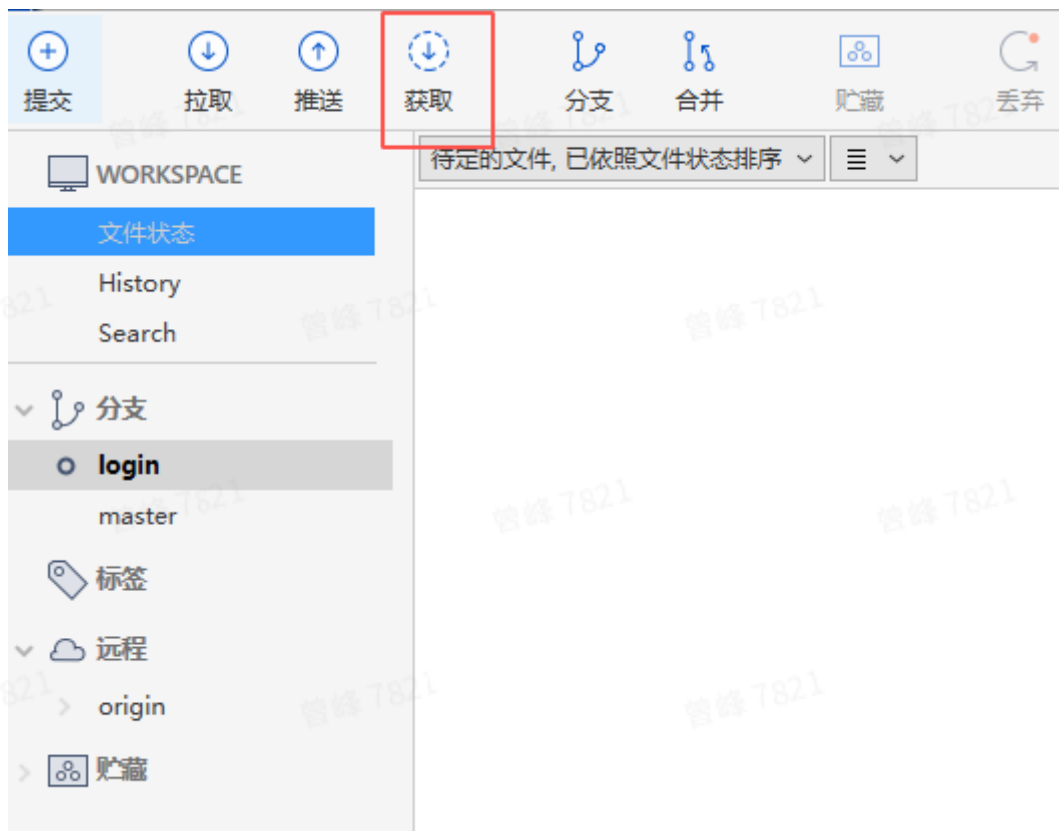 提交 拉取 推送 获取 分支 合并 贮藏 丢弃
WORKSPACE
待定的文件, 已依照文件状态排序
文件状态
History
Search
分支
login
master
标签
远程
origin
贮藏